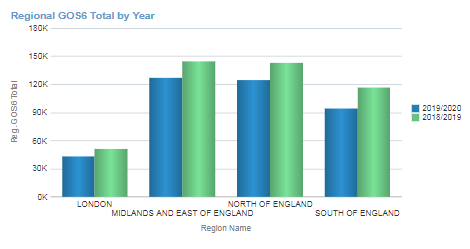 Regional GOS6 Total by Year
180K
150K
120K
90K
60K
30K
0K
Reg. GOS6 Total
LONDON
MIDLANDS AND EAST OF ENGLAND
NORTH OF ENGLAND
SOUTH OF ENGLAND
Region Name
2019/2020
2018/2019